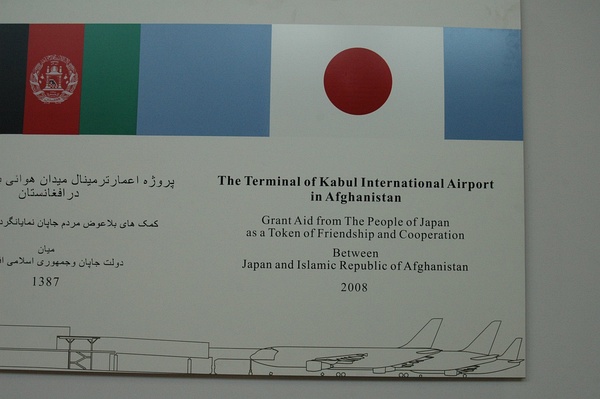 پروژه اعمار ترمینال میدان هوائی
در افغانستان
کمک های بلاعوض مردم جاپان
میان
دولت جاپان وجمهوری اسلامی
1387
The Terminal of Kabul International Airport
in Afghanistan
Grant Aid from The People of Japan
as a Token of Friendship and Cooperation
Between
Japan and Islamic Republic of Afghanistan
2008